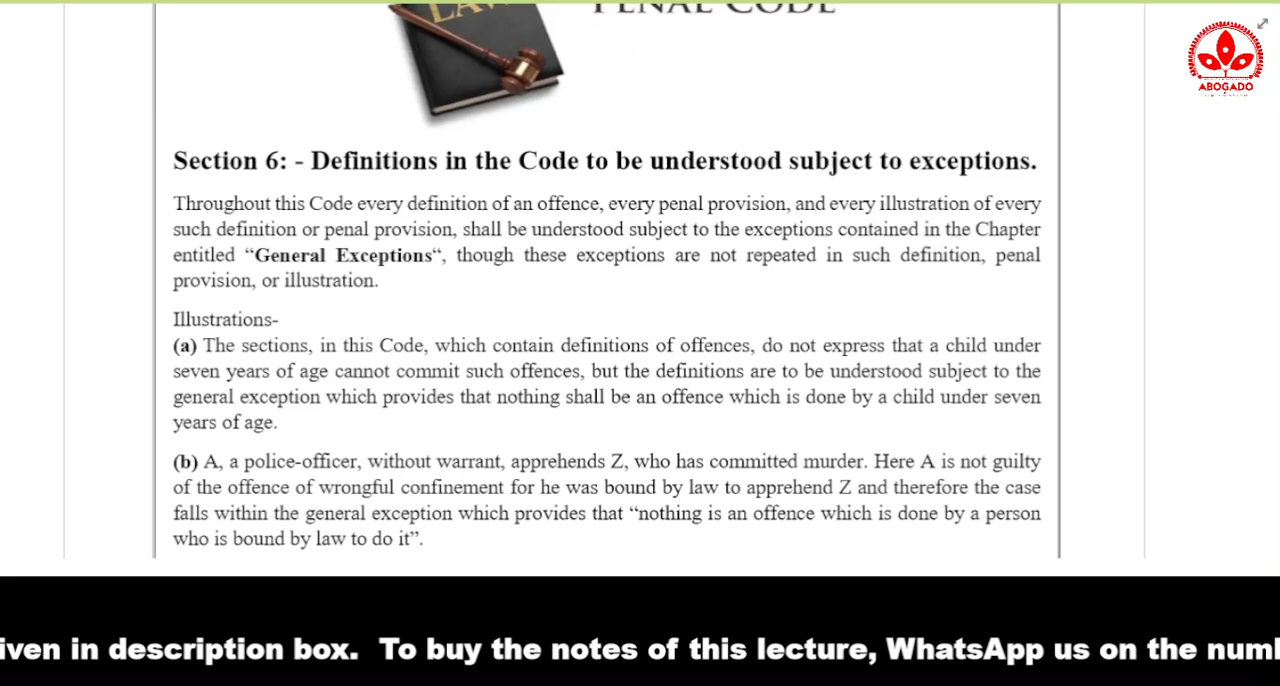 LAW
PENAL CODE
ABOGADO
Section 6: - Definitions in the Code to be understood subject to exceptions.
Throughout this Code every definition of an offence, every penal provision, and every illustration of every
such definition or penal provision, shall be understood subject to the exceptions contained in the Chapter
entitled “General Exceptions“, though these exceptions are not repeated in such definition, penal
provision, or illustration.
Illustrations-
(a) The sections, in this Code, which contain definitions of offences, do not express that a child under
seven years of age cannot commit such offences, but the definitions are to be understood subject to the
general exception which provides that nothing shall be an offence which is done by a child under seven
years of age.
(b) A, a police-officer, without warrant, apprehends Z, who has committed murder. Here A is not guilty
of the offence of wrongful confinement for he was bound by law to apprehend Z and therefore the case
falls within the general exception which provides that “nothing is an offence which is done by a person
who is bound by law to do it”.
iven in description box. To buy the notes of this lecture, WhatsApp us on the num